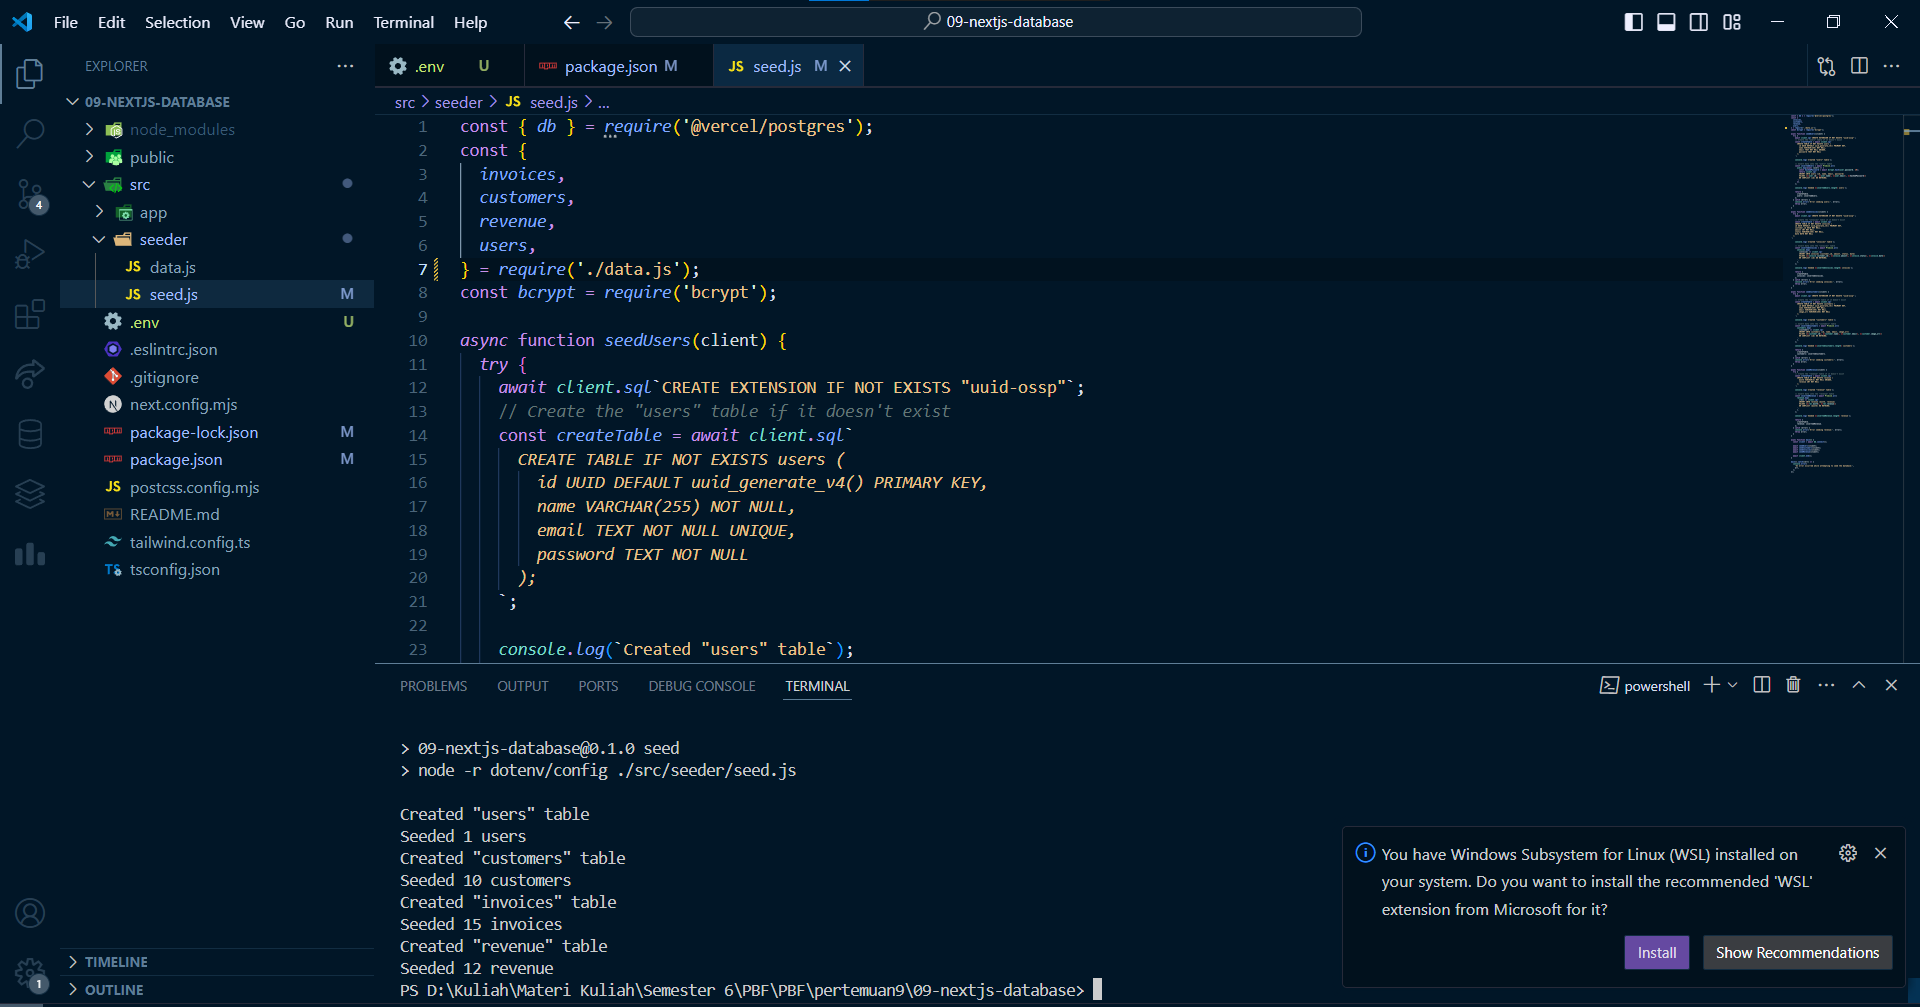 File Edit Selection View Go Run Terminal Help
09-nextjs-database
EXPLORER
09-NEXTJS-DATABASE
node_modules
public
src
app
seeder
JS data.js
JS seed.js M
.env U
.eslintrc.json
.gitignore
N next.config.mjs
package-lock.json M
package.json M
JS postcss.config.mjs
README.md
tailwind.config.ts
TS tsconfig.json
TIMELINE
OUTLINE
4
1
.env U
package.json M
JS seed.js M
src > seeder > JS seed.js > ...
1 const { db } = require('@vercel/postgres');
2 const {
3 invoices,
4 customers,
5 revenue,
6 users,
7 } = require('./data.js');
8 const bcrypt = require('bcrypt');
9
10 async function seedUsers(client) {
11 try {
12 await client.sql`CREATE EXTENSION IF NOT EXISTS "uuid-ossp"`;
13 // Create the "users" table if it doesn't exist
14 const createTable = await client.sql`
15 CREATE TABLE IF NOT EXISTS users (
16 id UUID DEFAULT uuid_generate_v4() PRIMARY KEY,
17 name VARCHAR(255) NOT NULL,
18 email TEXT NOT NULL UNIQUE,
19 password TEXT NOT NULL
20 );
21 `;
22
23 console.log(`Created "users" table`);
PROBLEMS OUTPUT PORTS DEBUG CONSOLE TERMINAL
powershell
> 09-nextjs-database@0.1.0 seed
> node -r dotenv/config ./src/seeder/seed.js
Created "users" table
Seeded 1 users
Created "customers" table
Seeded 10 customers
Created "invoices" table
Seeded 15 invoices
Created "revenue" table
Seeded 12 revenue
PS D:\Kuliah\Materi Kuliah\Semester 6\PBF\PBF\pertemuan9\09-nextjs-database>
You have Windows Subsystem for Linux (WSL) installed on
your system. Do you want to install the recommended 'WSL'
extension from Microsoft for it?
Install
Show Recommendations